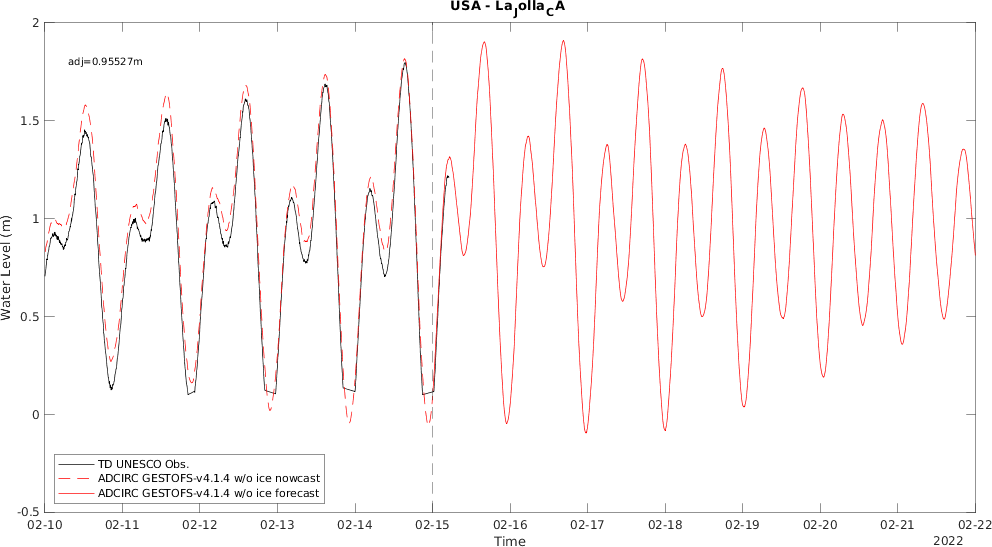 USA - LaJollaCA
adj=0.95527m
Water Level (m)
2
1.5
1
0.5
0
-0.5
TD UNESCO Obs.
ADCIRC GESTOFS-v4.1.4 w/o ice nowcast
ADCIRC GESTOFS-v4.1.4 w/o ice forecast
02-10 02-11 02-12 02-13 02-14 02-15 02-16 02-17 02-18 02-19 02-20 02-21 02-22
Time
2022